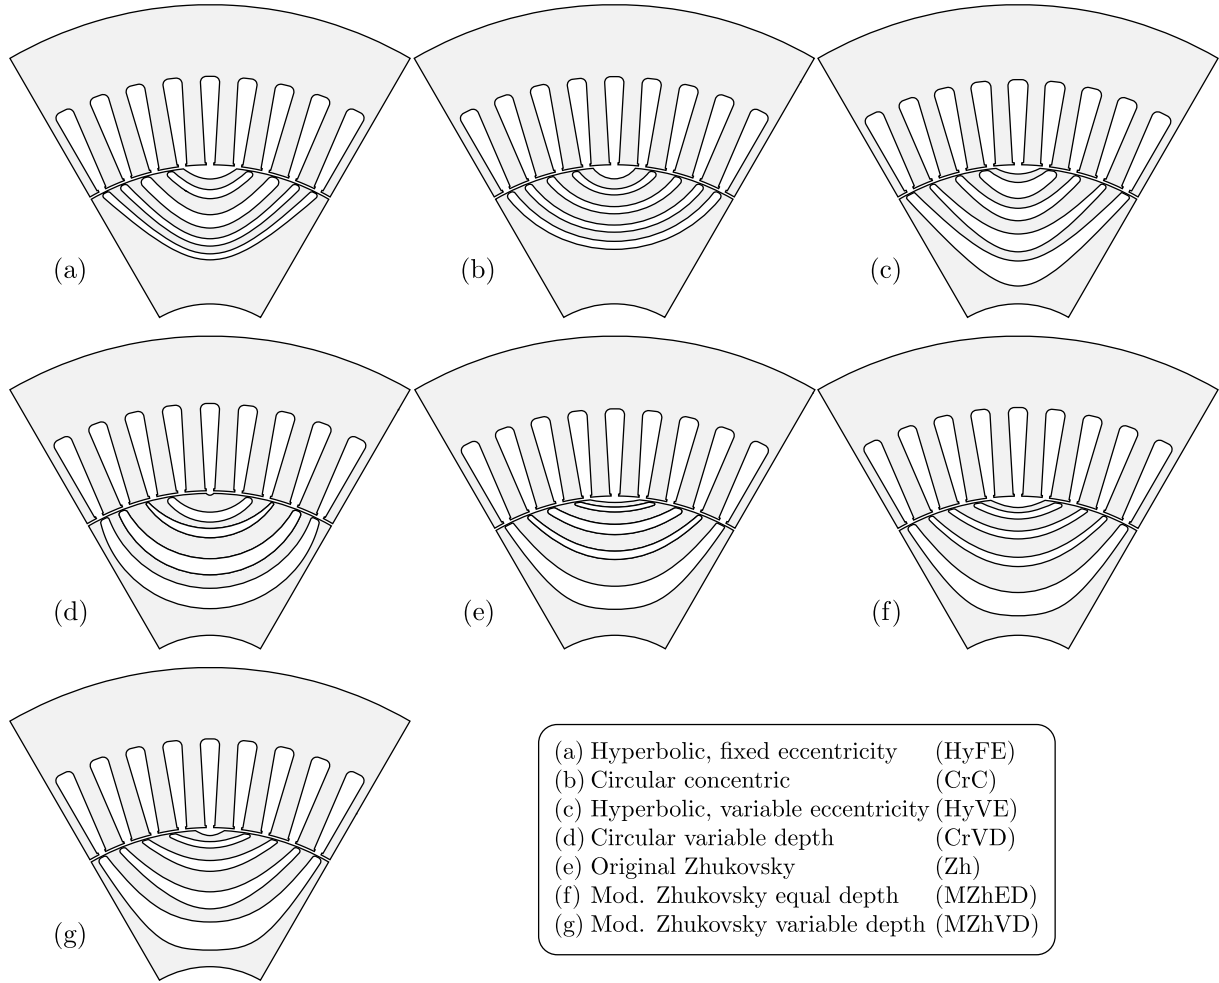 (a)
(b)
(c)
(d)
(e)
(f)
(g)
(a) Hyperbolic, fixed eccentricity (HyFE)
(b) Circular concentric (CrC)
(c) Hyperbolic, variable eccentricity (HyVE)
(d) Circular variable depth (CrVD)
(e) Original Zhukovsky (Zh)
(f) Mod. Zhukovsky equal depth (MZhED)
(g) Mod. Zhukovsky variable depth (MZhVD)